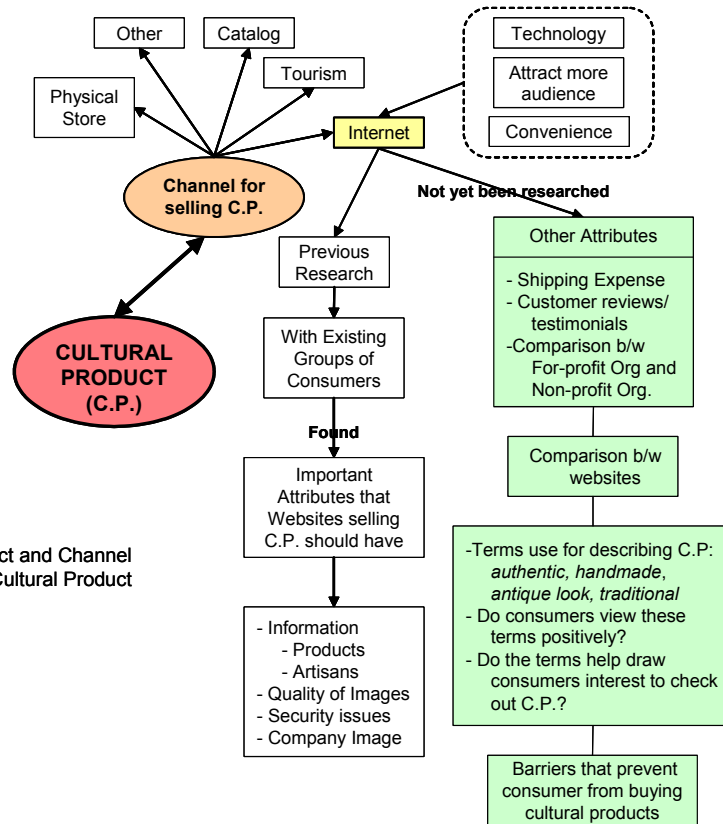 Other
Catalog
Tourism
Physical
Store
Internet
Technology
Attract more
audience
Convenience
Channel for
selling C.P.
Not yet been researched
CULTURAL
PRODUCT
(C.P.)
Previous
Research
With Existing
Groups of
Consumers
Found
Important
Attributes that
Websites selling
C.P. should have
- Information
- Products
- Artisans
- Quality of Images
- Security issues
- Company Image
Other Attributes
- Shipping Expense
- Customer reviews/
testimonials
-Comparison b/w
For-profit Org and
Non-profit Org.
Comparison b/w
websites
-Terms use for describing C.P:
authentic, handmade,
antique look, traditional
- Do consumers view these
terms positively?
- Do the terms help draw
consumers interest to check
out C.P.?
Barriers that prevent
consumer from buying
cultural products
ct and Channel
Cultural Product